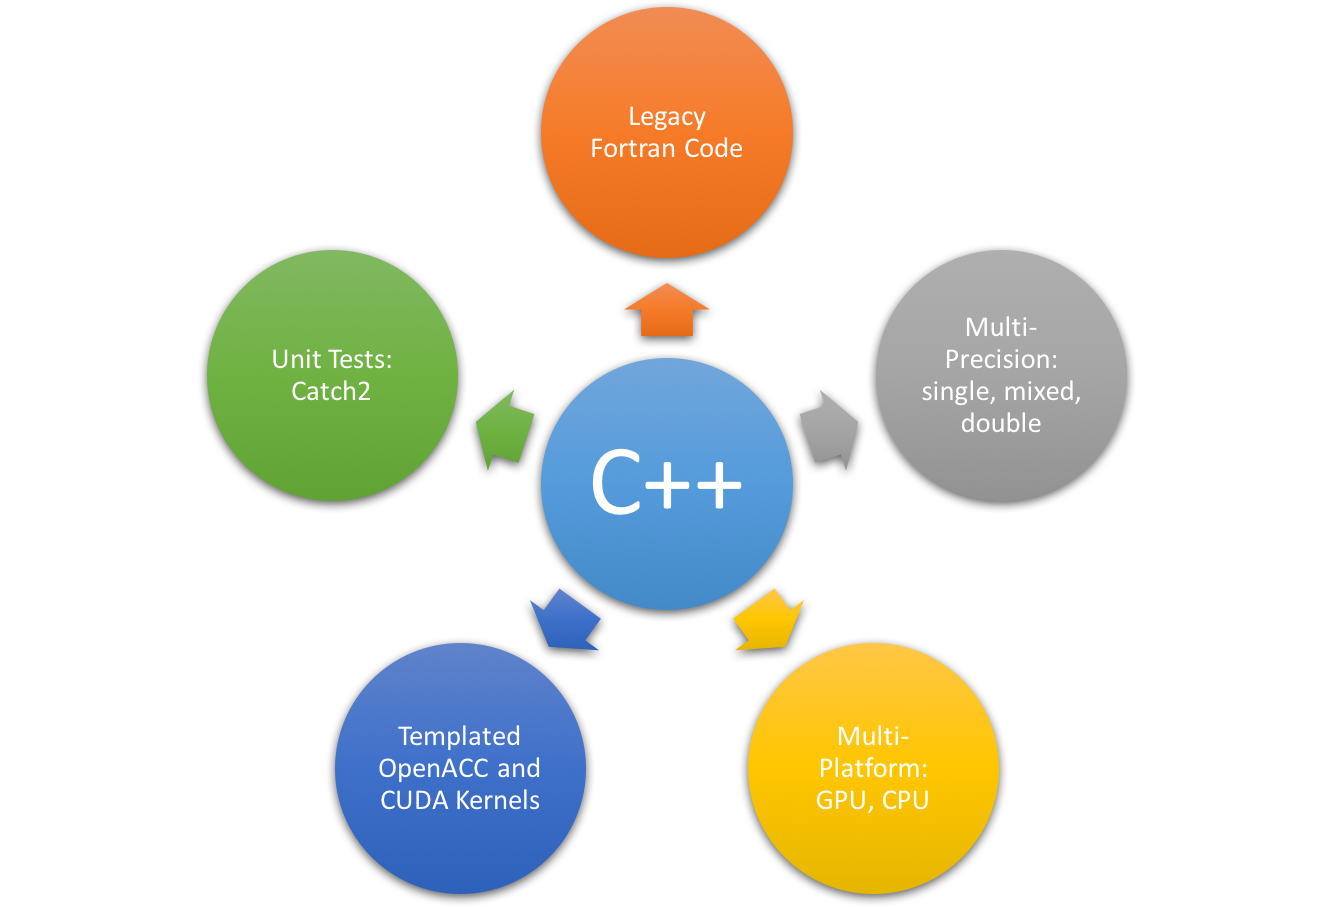 Legacy
Fortran Code
Multi-
Precision:
single, mixed,
double
Unit Tests:
Catch2
C++
Templated
OpenACC and
CUDA Kernels
Multi-
Platform:
GPU, CPU